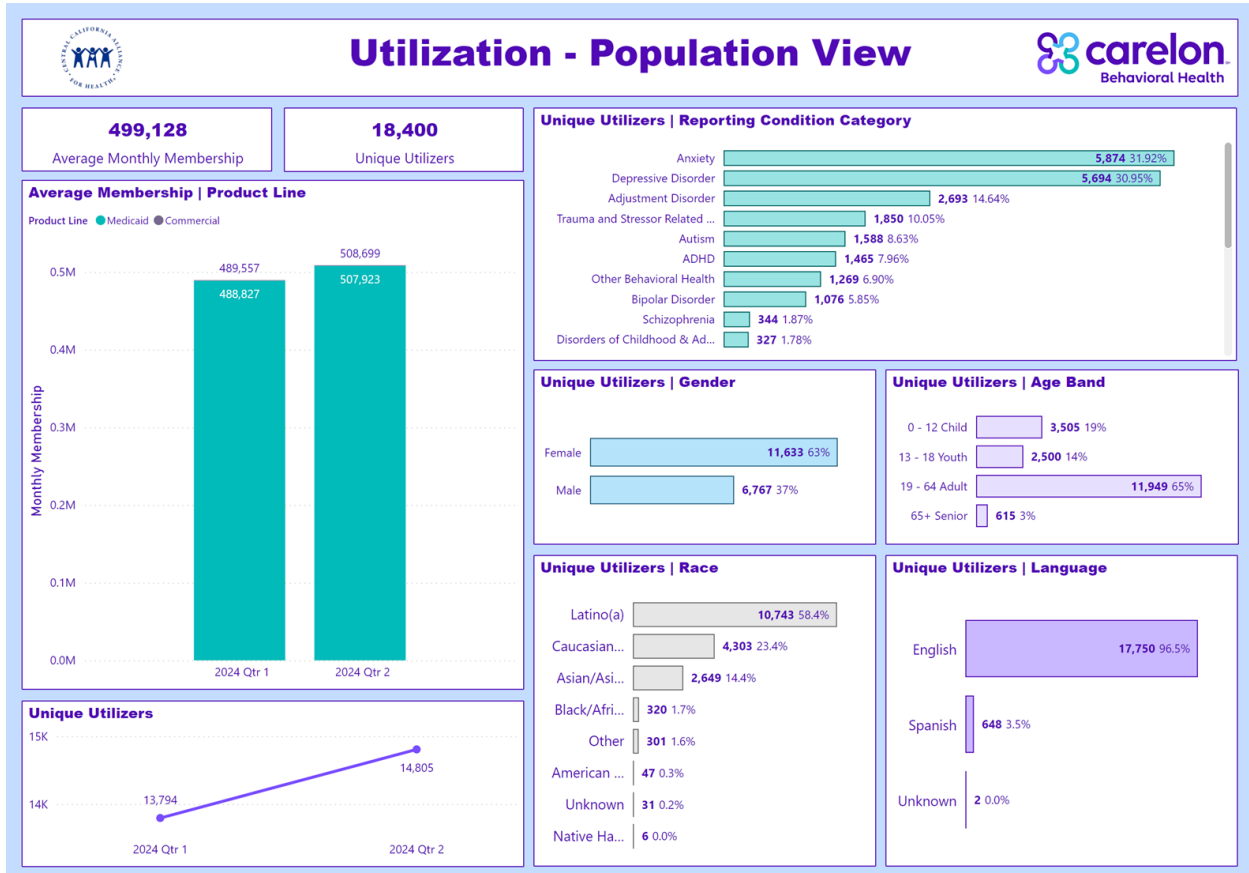 CENTRAL CALIFORNIA ALLIANCE
FOR HEALTH
Utilization - Population View
carelon
Behavioral Health
499,128
Average Monthly Membership
18,400
Unique Utilizers
Average Membership | Product Line
Product Line Medicaid Commercial
Monthly Membership
0.5M
0.4M
0.3M
0.2M
0.1M
0.0M
489,557
488,827
508,699
507,923
2024 Qtr 1 2024 Qtr 2
Unique Utilizers
15K
14K
13,794
14,805
2024 Qtr 1 2024 Qtr 2
Unique Utilizers | Reporting Condition Category
Anxiety 5,874 31.92%
Depressive Disorder 5,694 30.95%
Adjustment Disorder 2,693 14.64%
Trauma and Stressor Related ... 1,850 10.05%
Autism 1,588 8.63%
ADHD 1,465 7.96%
Other Behavioral Health 1,269 6.90%
Bipolar Disorder 1,076 5.85%
Schizophrenia 344 1.87%
Disorders of Childhood & Ad... 327 1.78%
Unique Utilizers | Gender
Female 11,633 63%
Male 6,767 37%
Unique Utilizers | Age Band
0 - 12 Child 3,505 19%
13 - 18 Youth 2,500 14%
19 - 64 Adult 11,949 65%
65+ Senior 615 3%
Unique Utilizers | Race
Latino(a) 10,743 58.4%
Caucasian... 4,303 23.4%
Asian/Asi... 2,649 14.4%
Black/Afri... 320 1.7%
Other 301 1.6%
American ... 47 0.3%
Unknown 31 0.2%
Native Ha... 6 0.0%
Unique Utilizers | Language
English 17,750 96.5%
Spanish 648 3.5%
Unknown 2 0.0%